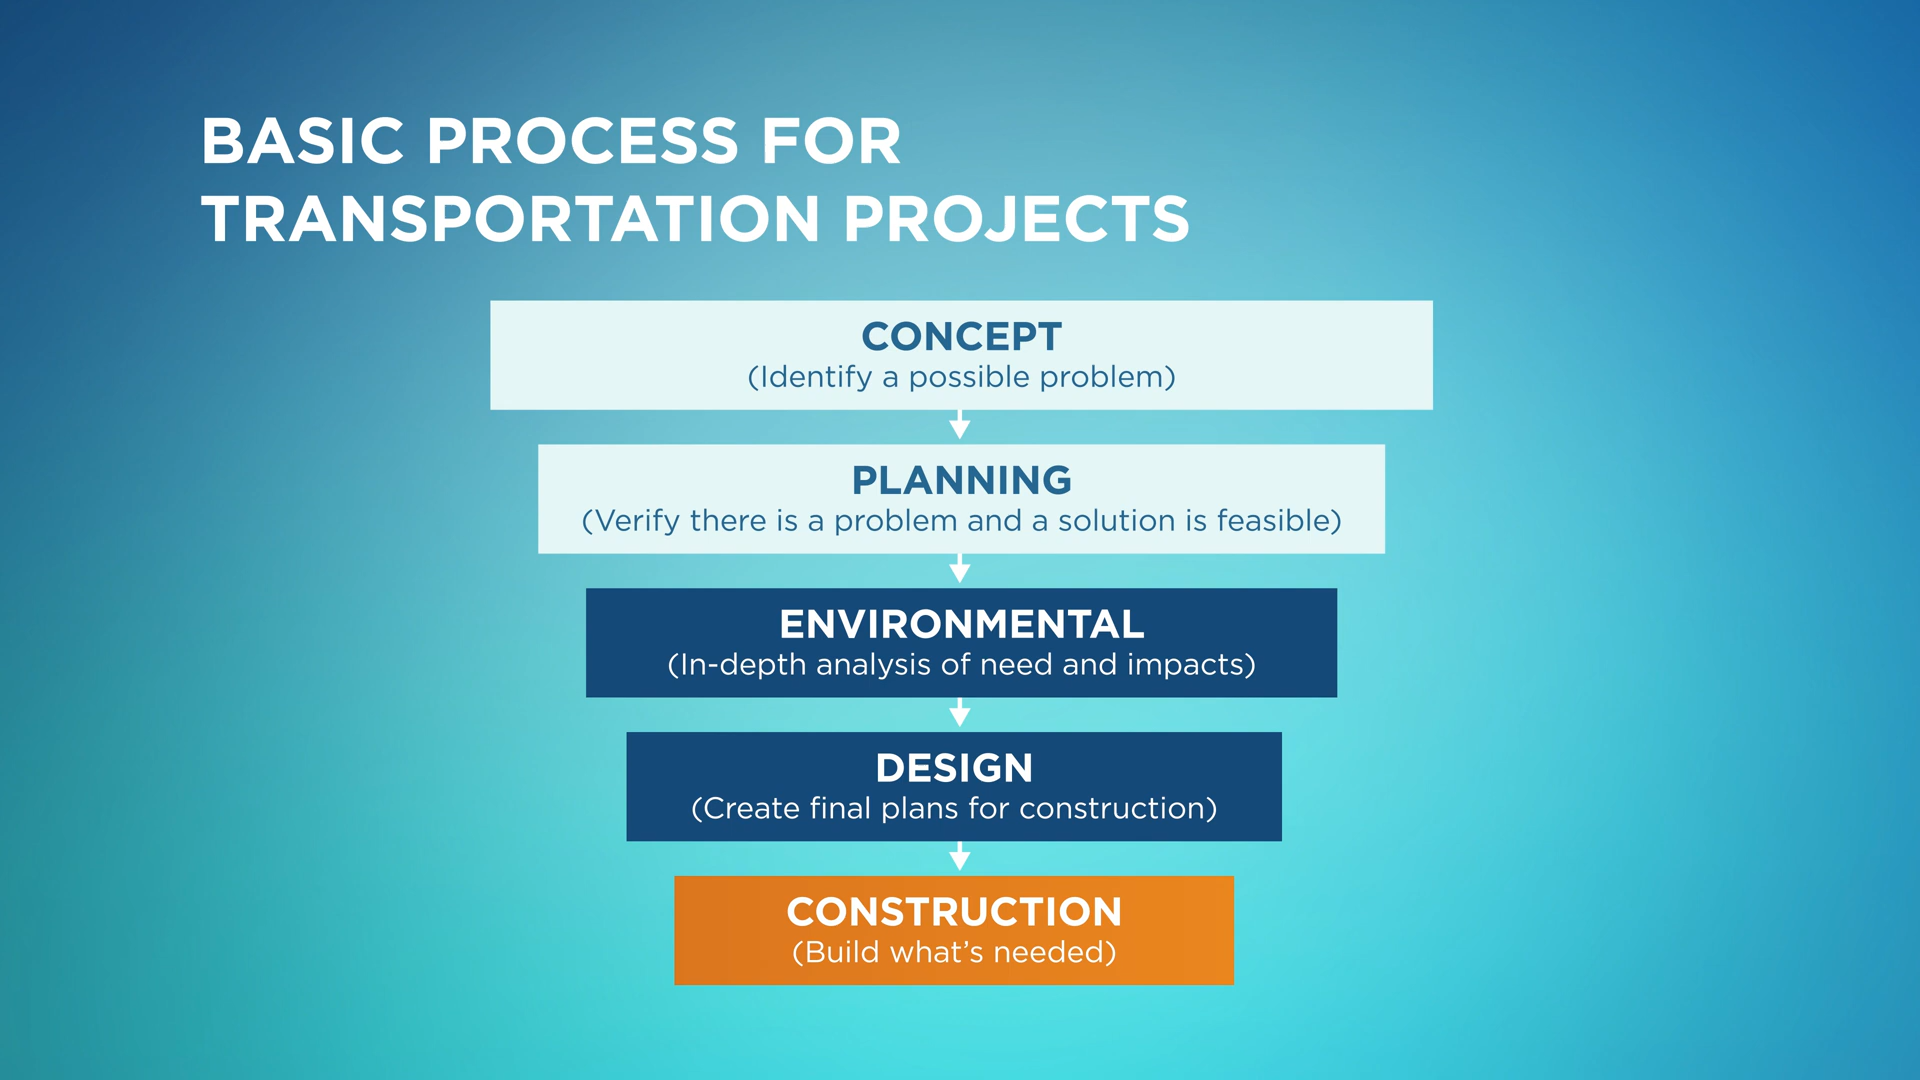 BASIC PROCESS FOR
TRANSPORTATION PROJECTS
CONCEPT
(Identify a possible problem)
PLANNING
(Verify there is a problem and a solution is feasible)
ENVIRONMENTAL
(In-depth analysis of need and impacts)
DESIGN
(Create final plans for construction)
CONSTRUCTION
(Build what’s needed)